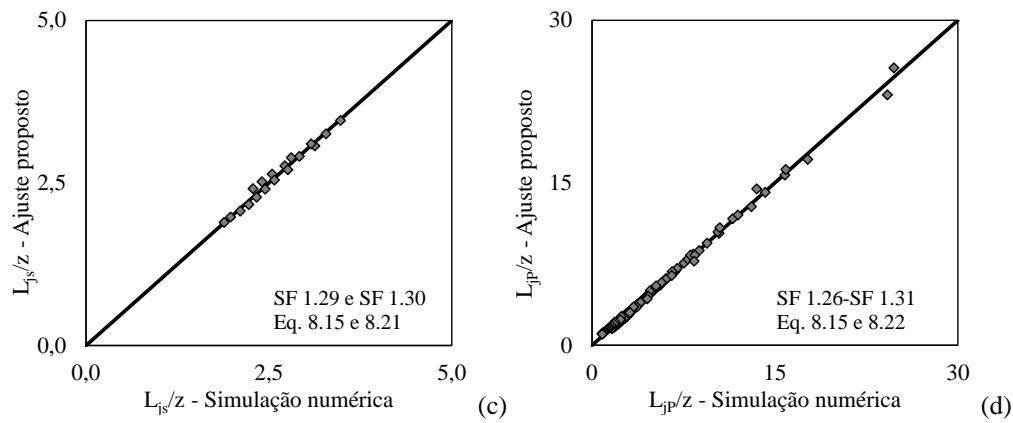 5,0
2,5
0,0
0,0
2,5
5,0
L_js/z - Ajuste proposto
SF 1.29 e SF 1.30
Eq. 8.15 e 8.21
L_js/z - Simulação numérica
(c)
30
15
0
0
15
30
L_jP/z - Ajuste proposto
SF 1.26-SF 1.31
Eq. 8.15 e 8.22
L_jP/z - Simulação numérica
(d)